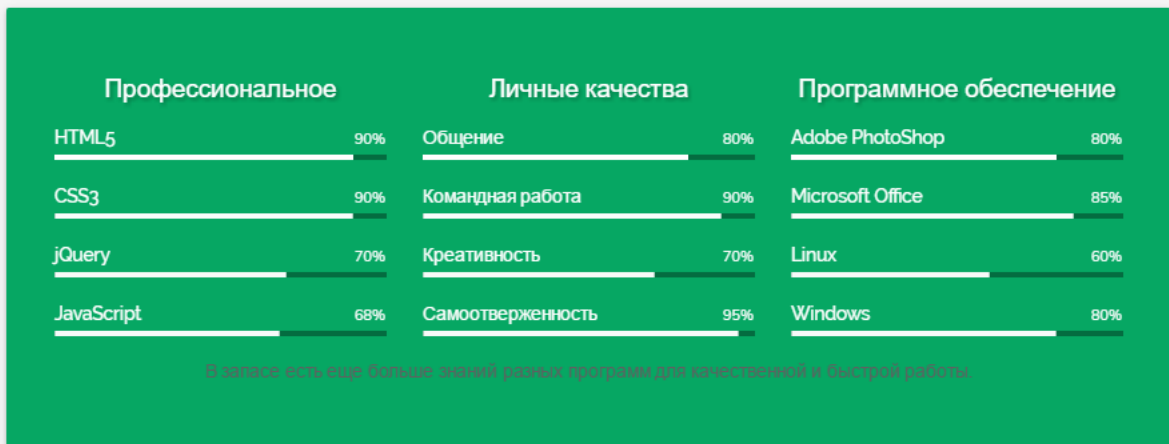 Профессиональное
HTML5 90%
CSS3 90%
jQuery 70%
JavaScript 68%
Личные качества
Общение 80%
Командная работа 90%
Креативность 70%
Самоотверженность 95%
Программное обеспечение
Adobe PhotoShop 80%
Microsoft Office 85%
Linux 60%
Windows 80%
В запасе есть еще больше знаний разных программ для качественной и быстрой работы.